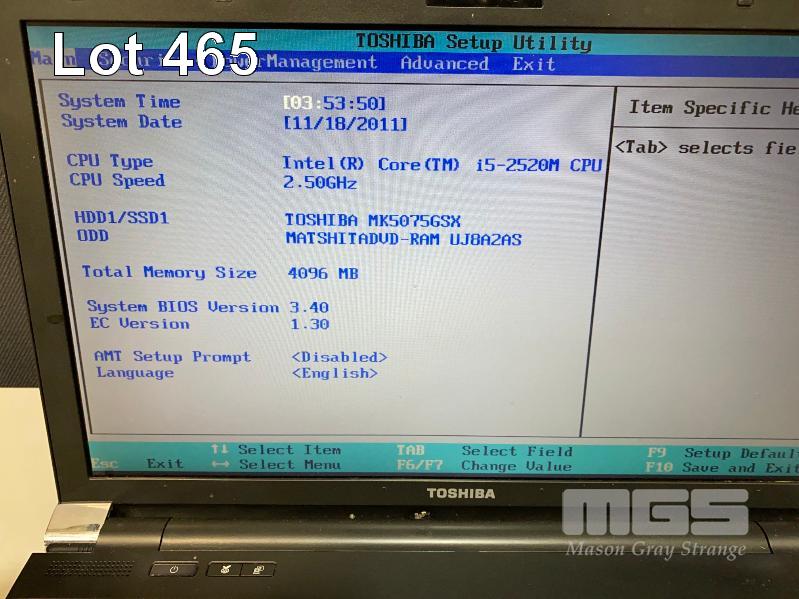 Lot 465
TOSHIBA Setup Utility
Main Management Advanced Exit
System Time [03:53:50]
System Date [11/18/2011]
CPU Type Intel(R) Core(TM) i5-2520M CPU
CPU Speed 2.50GHz
HDD1/SSD1 TOSHIBA MK5075GSX
ODD MATSHITADVD-RAM UJ8A2AS
Total Memory Size 4096 MB
System BIOS Version 3.40
EC Version 1.30
AMT Setup Prompt <Disabled>
Language <English>
Item Specific He
<Tab> selects fie
↑↓ Select Item TAB Select Field F9 Setup Defaul
Esc Exit ↔ Select Menu F6/F7 Change Value F10 Save and Exit
TOSHIBA
MGS
Mason Gray Strange